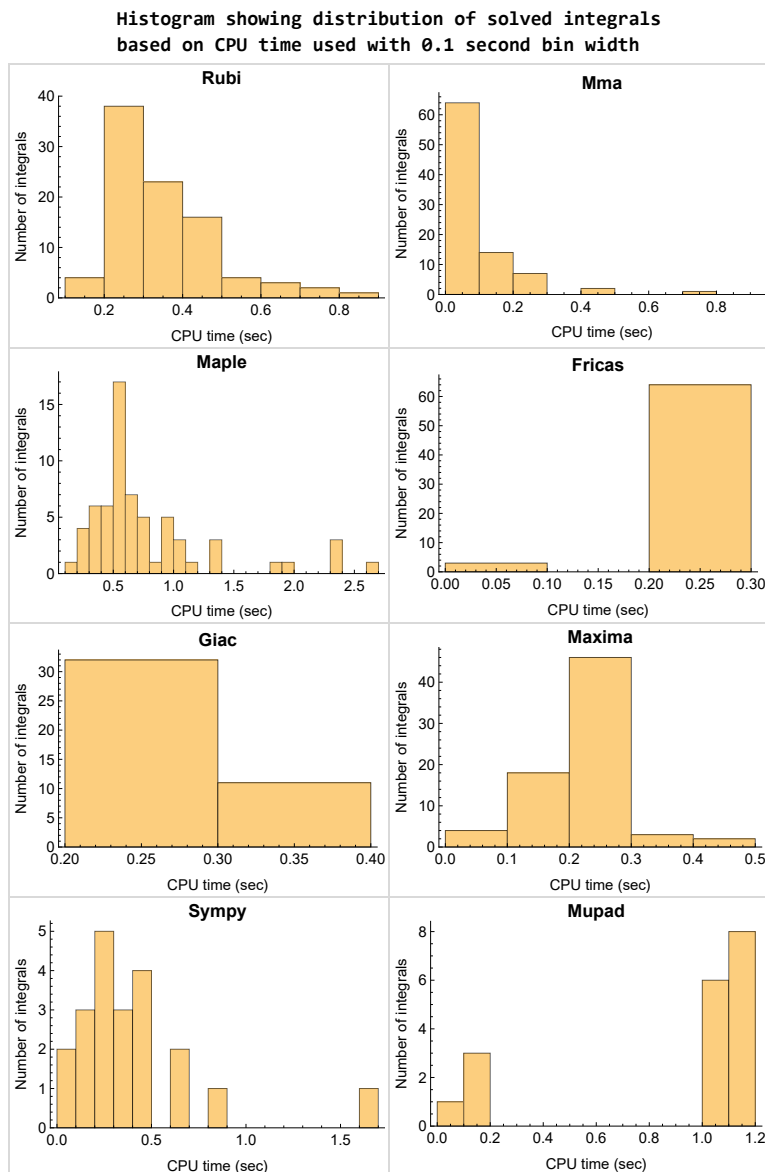 Histogram showing distribution of solved integrals
based on CPU time used with 0.1 second bin width
Rubi
Number of integrals
40
30
20
10
0
0.2 0.4 0.6 0.8
CPU time (sec)
Mma
Number of integrals
60
50
40
30
20
10
0
0.0 0.2 0.4 0.6 0.8
CPU time (sec)
Maple
Number of integrals
15
10
5
0
0.5 1.0 1.5 2.0 2.5
CPU time (sec)
Fricas
Number of integrals
60
50
40
30
20
10
0
0.00 0.05 0.10 0.15 0.20 0.25 0.30
CPU time (sec)
Giac
Number of integrals
30
25
20
15
10
5
0
0.20 0.25 0.30 0.35 0.40
CPU time (sec)
Maxima
Number of integrals
40
30
20
10
0
0.0 0.1 0.2 0.3 0.4 0.5
CPU time (sec)
Sympy
Number of integrals
5
4
3
2
1
0
0.0 0.5 1.0 1.5
CPU time (sec)
Mupad
Number of integrals
8
6
4
2
0
0.0 0.2 0.4 0.6 0.8 1.0 1.2
CPU time (sec)